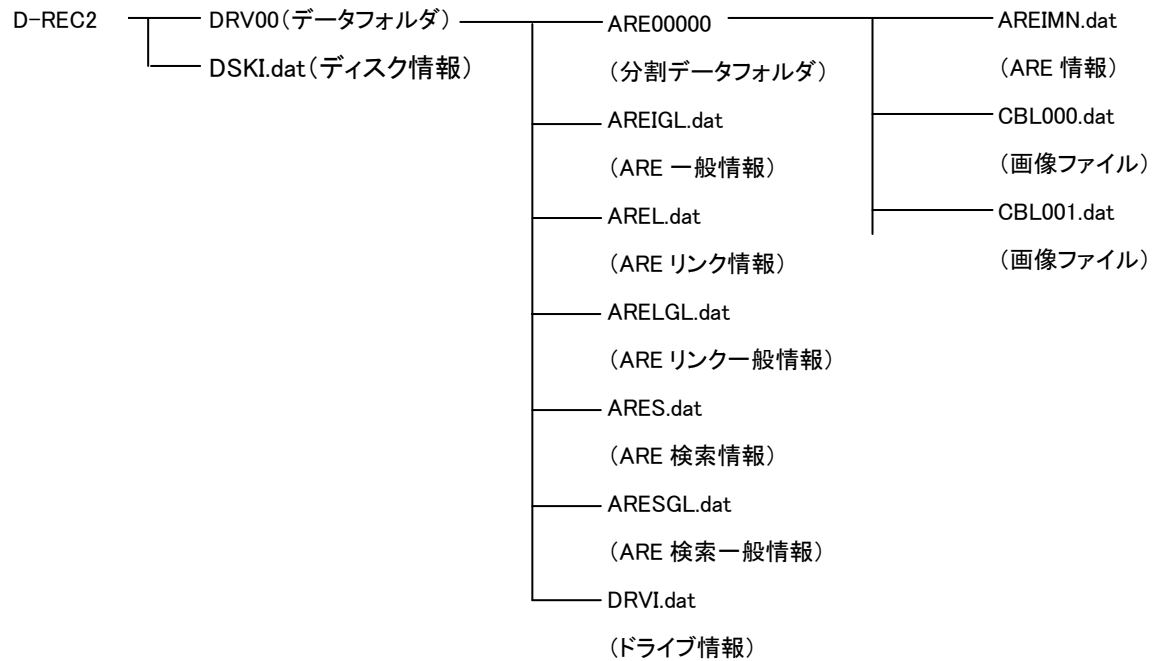 D-REC2
DRV00(データフォルダ)
DSKI.dat(ディスク情報)
ARE00000
(分割データフォルダ)
AREIGL.dat
(ARE 一般情報)
AREL.dat
(ARE リンク情報)
ARELGL.dat
(ARE リンク一般情報)
ARES.dat
(ARE 検索情報)
ARESGL.dat
(ARE 検索一般情報)
DRVI.dat
(ドライブ情報)
AREIMN.dat
(ARE 情報)
CBL000.dat
(画像ファイル)
CBL001.dat
(画像ファイル)